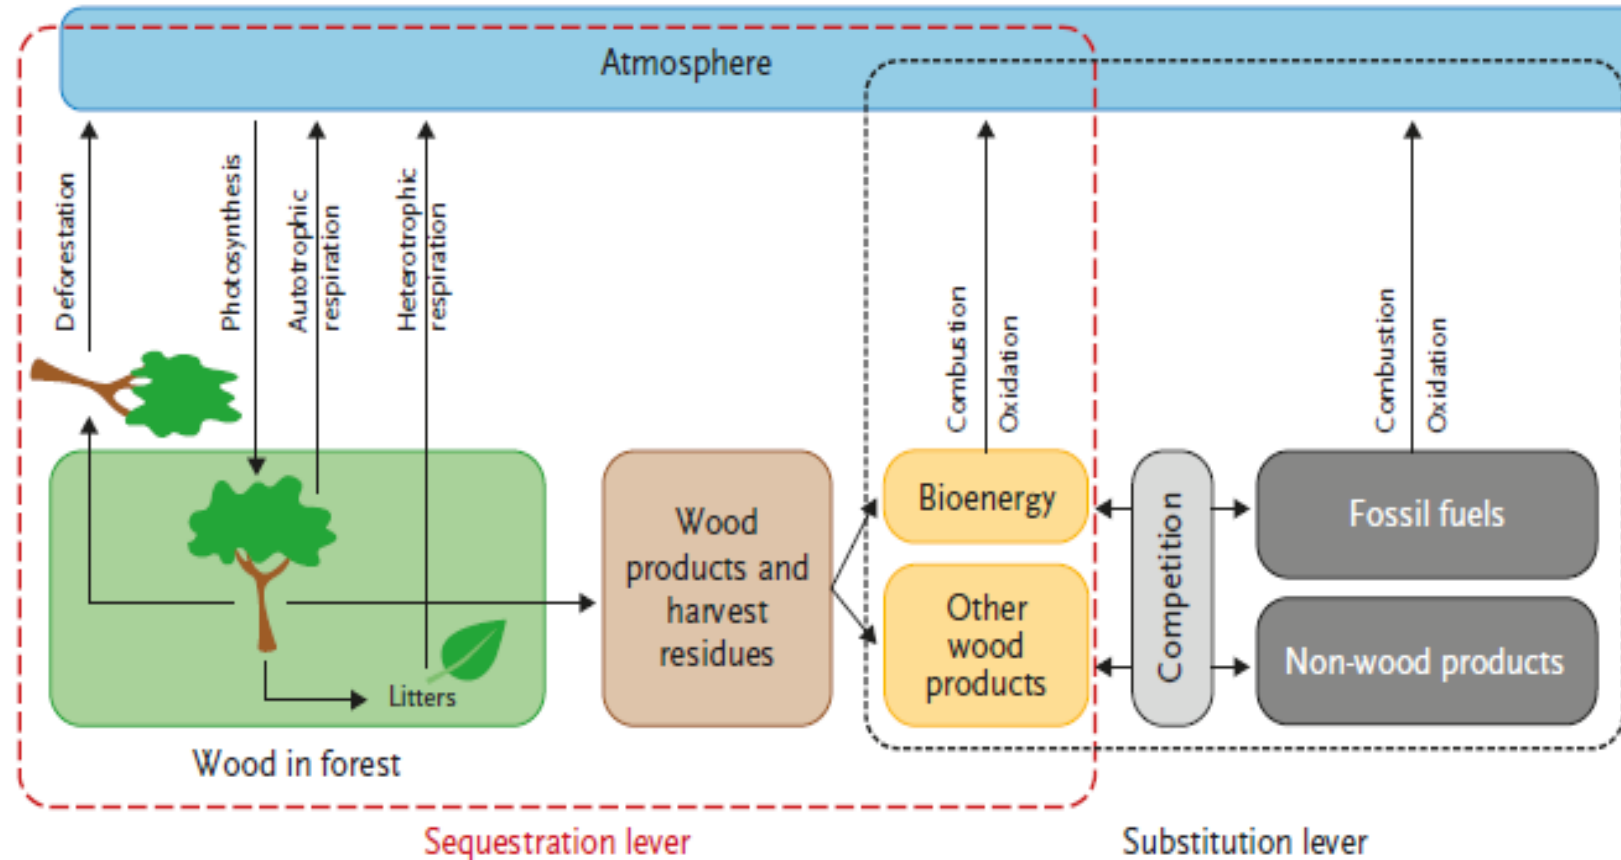 Atmosphere
Deforestation
Photosynthesis
Autotrophic
respiration
Heterotrophic
respiration
Combustion
Oxidation
Combustion
Oxidation
Wood
products and
harvest
residues
Bioenergy
Other
wood
products
Competition
Fossil fuels
Non-wood products
Litters
Wood in forest
Sequestration lever
Substitution lever